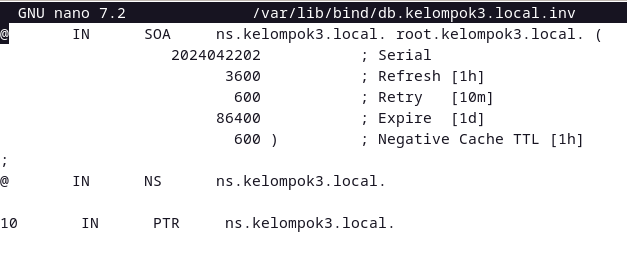 GNU nano 7.2 /var/lib/bind/db.kelompok3.local.inv
@ IN SOA ns.kelompok3.local. root.kelompok3.local. (
2024042202 ; Serial
3600 ; Refresh [1h]
600 ; Retry [10m]
86400 ; Expire [1d]
600 ) ; Negative Cache TTL [1h]
;
@ IN NS ns.kelompok3.local.
10 IN PTR ns.kelompok3.local.